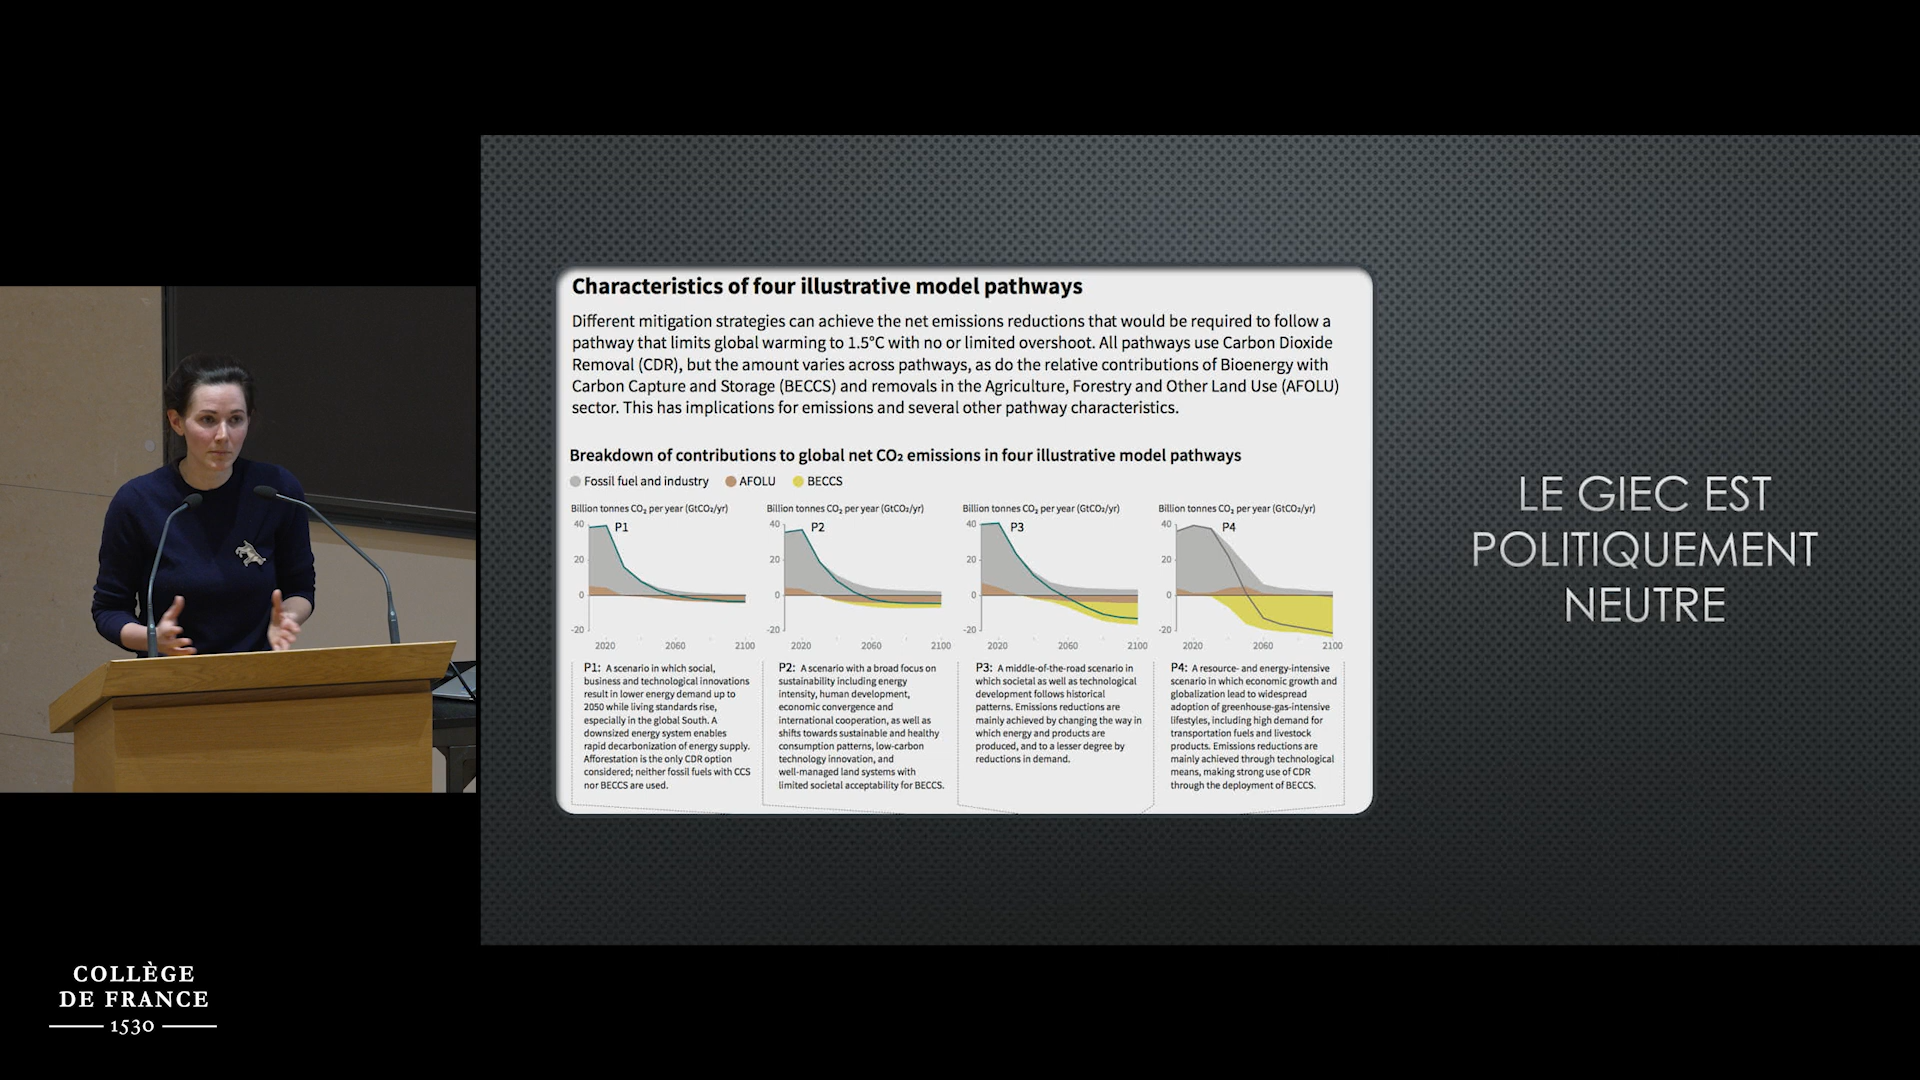 Characteristics of four illustrative model pathways
Different mitigation strategies can achieve the net emissions reductions that would be required to follow a
pathway that limits global warming to 1.5°C with no or limited overshoot. All pathways use Carbon Dioxide
Removal (CDR), but the amount varies across pathways, as do the relative contributions of Bioenergy with
Carbon Capture and Storage (BECCS) and removals in the Agriculture, Forestry and Other Land Use (AFOLU)
sector. This has implications for emissions and several other pathway characteristics.
Breakdown of contributions to global net CO₂ emissions in four illustrative model pathways
Fossil fuel and industry AFOLU BECCS
Billion tonnes CO₂ per year (GtCO₂/yr)
40
P1
20
0
-20
2020 2060 2100
P1: A scenario in which social,
business and technological innovations
result in lower energy demand up to
2050 while living standards rise,
especially in the global South. A
downsized energy system enables
rapid decarbonization of energy supply.
Afforestation is the only CDR option
considered; neither fossil fuels with CCS
nor BECCS are used.
Billion tonnes CO₂ per year (GtCO₂/yr)
40
P2
20
0
-20
2020 2060 2100
P2: A scenario with a broad focus on
sustainability including energy
intensity, human development,
economic convergence and
international cooperation, as well as
shifts towards sustainable and healthy
consumption patterns, low-carbon
technology innovation, and
well-managed land systems with
limited societal acceptability for BECCS.
Billion tonnes CO₂ per year (GtCO₂/yr)
40
P3
20
0
-20
2020 2060 2100
P3: A middle-of-the-road scenario in
which societal as well as technological
development follows historical
patterns. Emissions reductions are
mainly achieved by changing the way in
which energy and products are
produced, and to a lesser degree by
reductions in demand.
Billion tonnes CO₂ per year (GtCO₂/yr)
40
P4
20
0
-20
2020 2060 2100
P4: A resource- and energy-intensive
scenario in which economic growth and
globalization lead to widespread
adoption of greenhouse-gas-intensive
lifestyles, including high demand for
transportation fuels and livestock
products. Emissions reductions are
mainly achieved through technological
means, making strong use of CDR
through the deployment of BECCS.
LE GIEC EST
POLITIQUEMENT
NEUTRE
COLLÈGE
DE FRANCE
1530